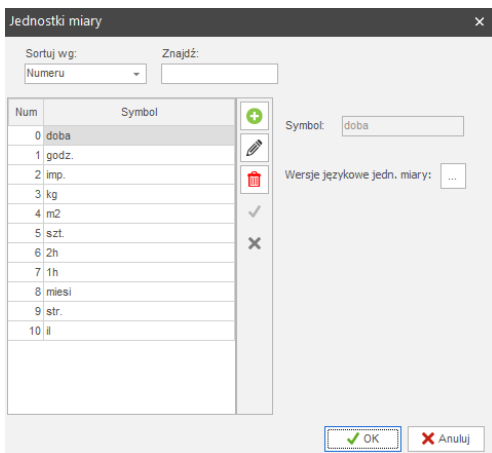 Jednostki miary
Sortuj wg: Znajdź:
Numeru
Num Symbol
0 doba
1 godz.
2 imp.
3 kg
4 m2
5 szt.
6 2h
7 1h
8 miesi
9 str.
10 il
Symbol: doba
Wersje językowe jedn. miary: ...
OK Anuluj